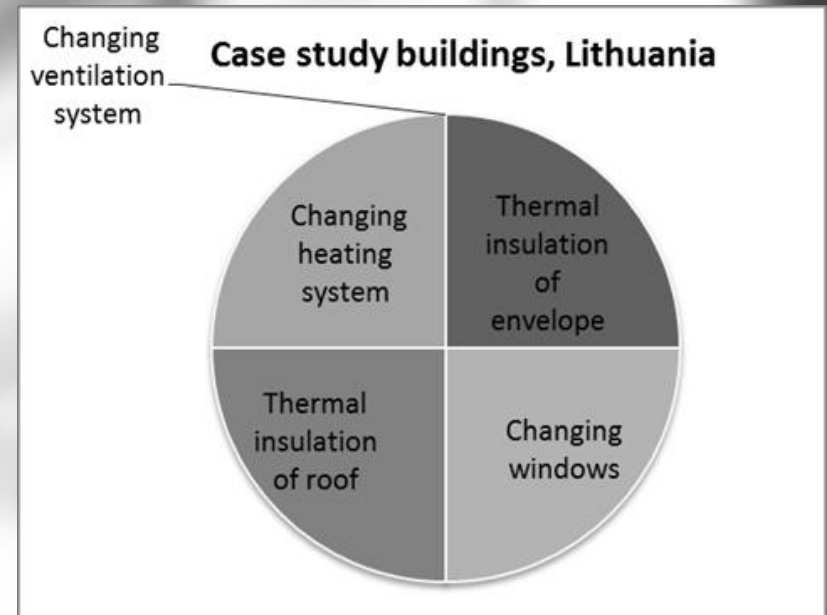 Case study buildings, Lithuania
Changing
ventilation
system
Changing
heating
system
Thermal
insulation
of
envelope
Thermal
insulation
of roof
Changing
windows